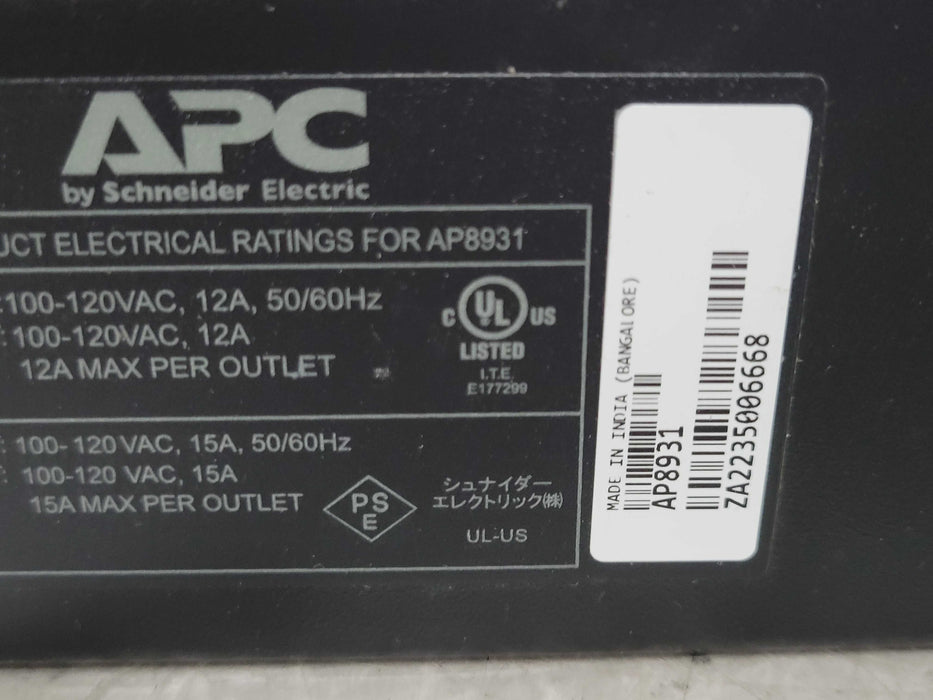 APC
by Schneider Electric
UCT ELECTRICAL RATINGS FOR AP8931
:100-120VAC, 12A, 50/60Hz
: 100-120VAC, 12A
12A MAX PER OUTLET
C UL US
LISTED
I.T.E.
E177299
: 100-120 VAC, 15A, 50/60Hz
: 100-120 VAC, 15A
15A MAX PER OUTLET
PS
E
シュナイダー
エレクトリック㈱
UL-US
MADE IN INDIA (BANGALORE)
AP8931
ZA2235006668